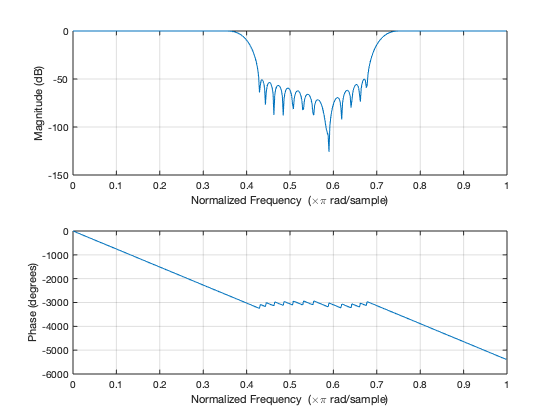 0
-50
-100
-150
Magnitude (dB)
0 0.1 0.2 0.3 0.4 0.5 0.6 0.7 0.8 0.9 1
Normalized Frequency (×π rad/sample)
0
-1000
-2000
-3000
-4000
-5000
-6000
Phase (degrees)
0 0.1 0.2 0.3 0.4 0.5 0.6 0.7 0.8 0.9 1
Normalized Frequency (×π rad/sample)